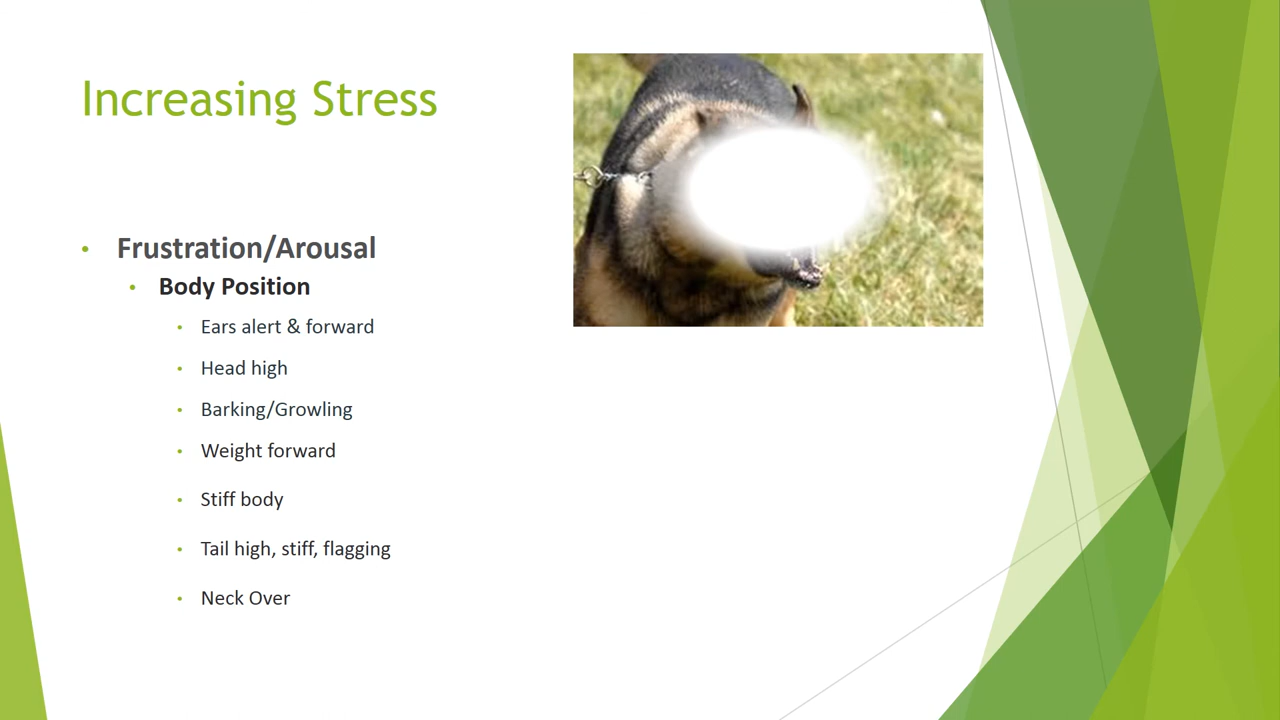 Increasing Stress
Frustration/Arousal
Body Position
Ears alert & forward
Head high
Barking/Growling
Weight forward
Stiff body
Tail high, stiff, flagging
Neck Over